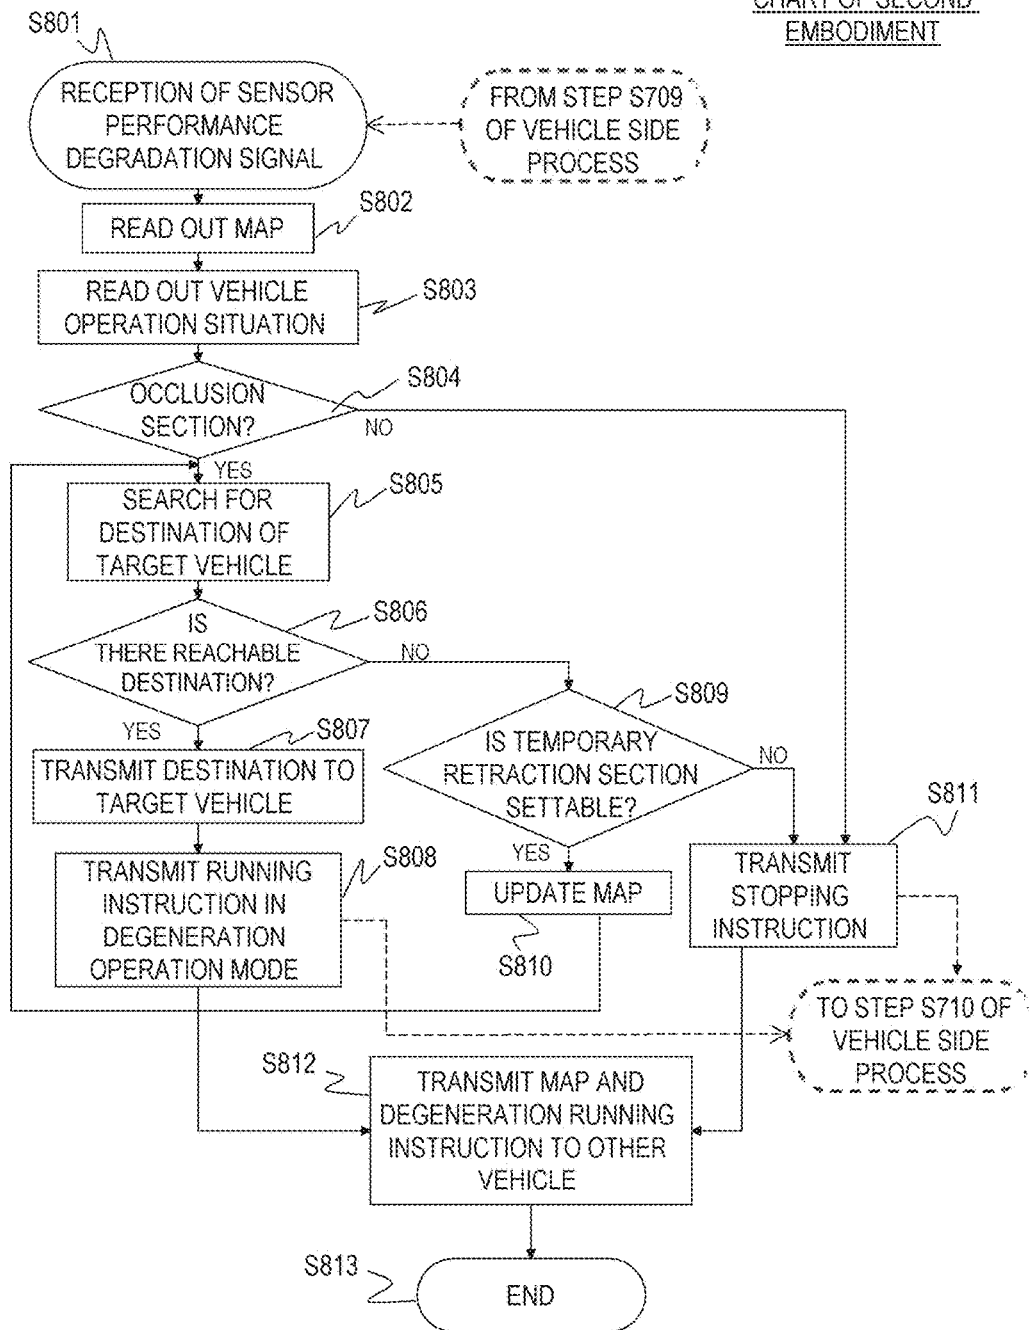 CHART OF SECOND
EMBODIMENT
S801
RECEPTION OF SENSOR
PERFORMANCE
DEGRADATION SIGNAL
FROM STEP S709
OF VEHICLE SIDE
PROCESS
S802
READ OUT MAP
S803
READ OUT VEHICLE
OPERATION SITUATION
S804
OCCLUSION
SECTION?
NO
YES
S805
SEARCH FOR
DESTINATION OF
TARGET VEHICLE
S806
IS
THERE REACHABLE
DESTINATION?
NO
YES
S807
TRANSMIT DESTINATION TO
TARGET VEHICLE
S809
IS TEMPORARY
RETRACTION SECTION
SETTABLE?
NO
YES
S808
TRANSMIT RUNNING
INSTRUCTION IN
DEGENERATION
OPERATION MODE
UPDATE MAP
S810
S811
TRANSMIT
STOPPING
INSTRUCTION
TO STEP S710 OF
VEHICLE SIDE
PROCESS
S812
TRANSMIT MAP AND
DEGENERATION RUNNING
INSTRUCTION TO OTHER
VEHICLE
S813
END